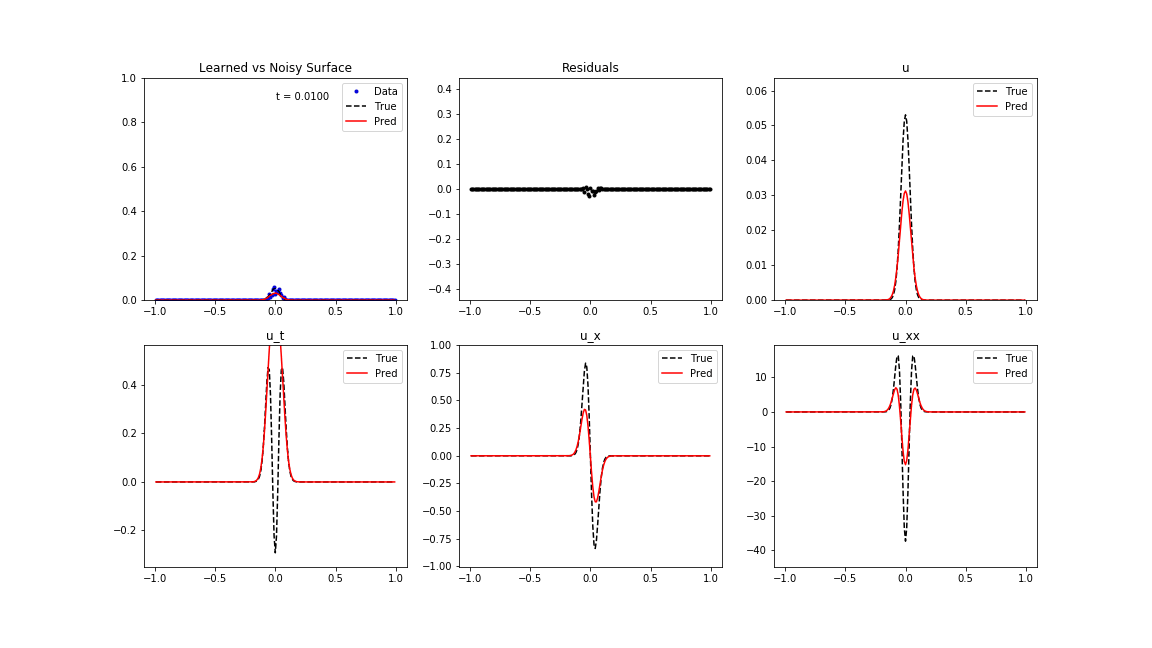 Learned vs Noisy Surface
t = 0.0100
Data
True
Pred
1.0
0.8
0.6
0.4
0.2
0.0
−1.0 −0.5 0.0 0.5 1.0
Residuals
0.4
0.3
0.2
0.1
0.0
−0.1
−0.2
−0.3
−0.4
−1.0 −0.5 0.0 0.5 1.0
u
True
Pred
0.06
0.05
0.04
0.03
0.02
0.01
0.00
−1.0 −0.5 0.0 0.5 1.0
u_t
True
Pred
0.4
0.2
0.0
−0.2
−1.0 −0.5 0.0 0.5 1.0
u_x
True
Pred
1.00
0.75
0.50
0.25
0.00
−0.25
−0.50
−0.75
−1.00
−1.0 −0.5 0.0 0.5 1.0
u_xx
True
Pred
10
0
−10
−20
−30
−40
−1.0 −0.5 0.0 0.5 1.0